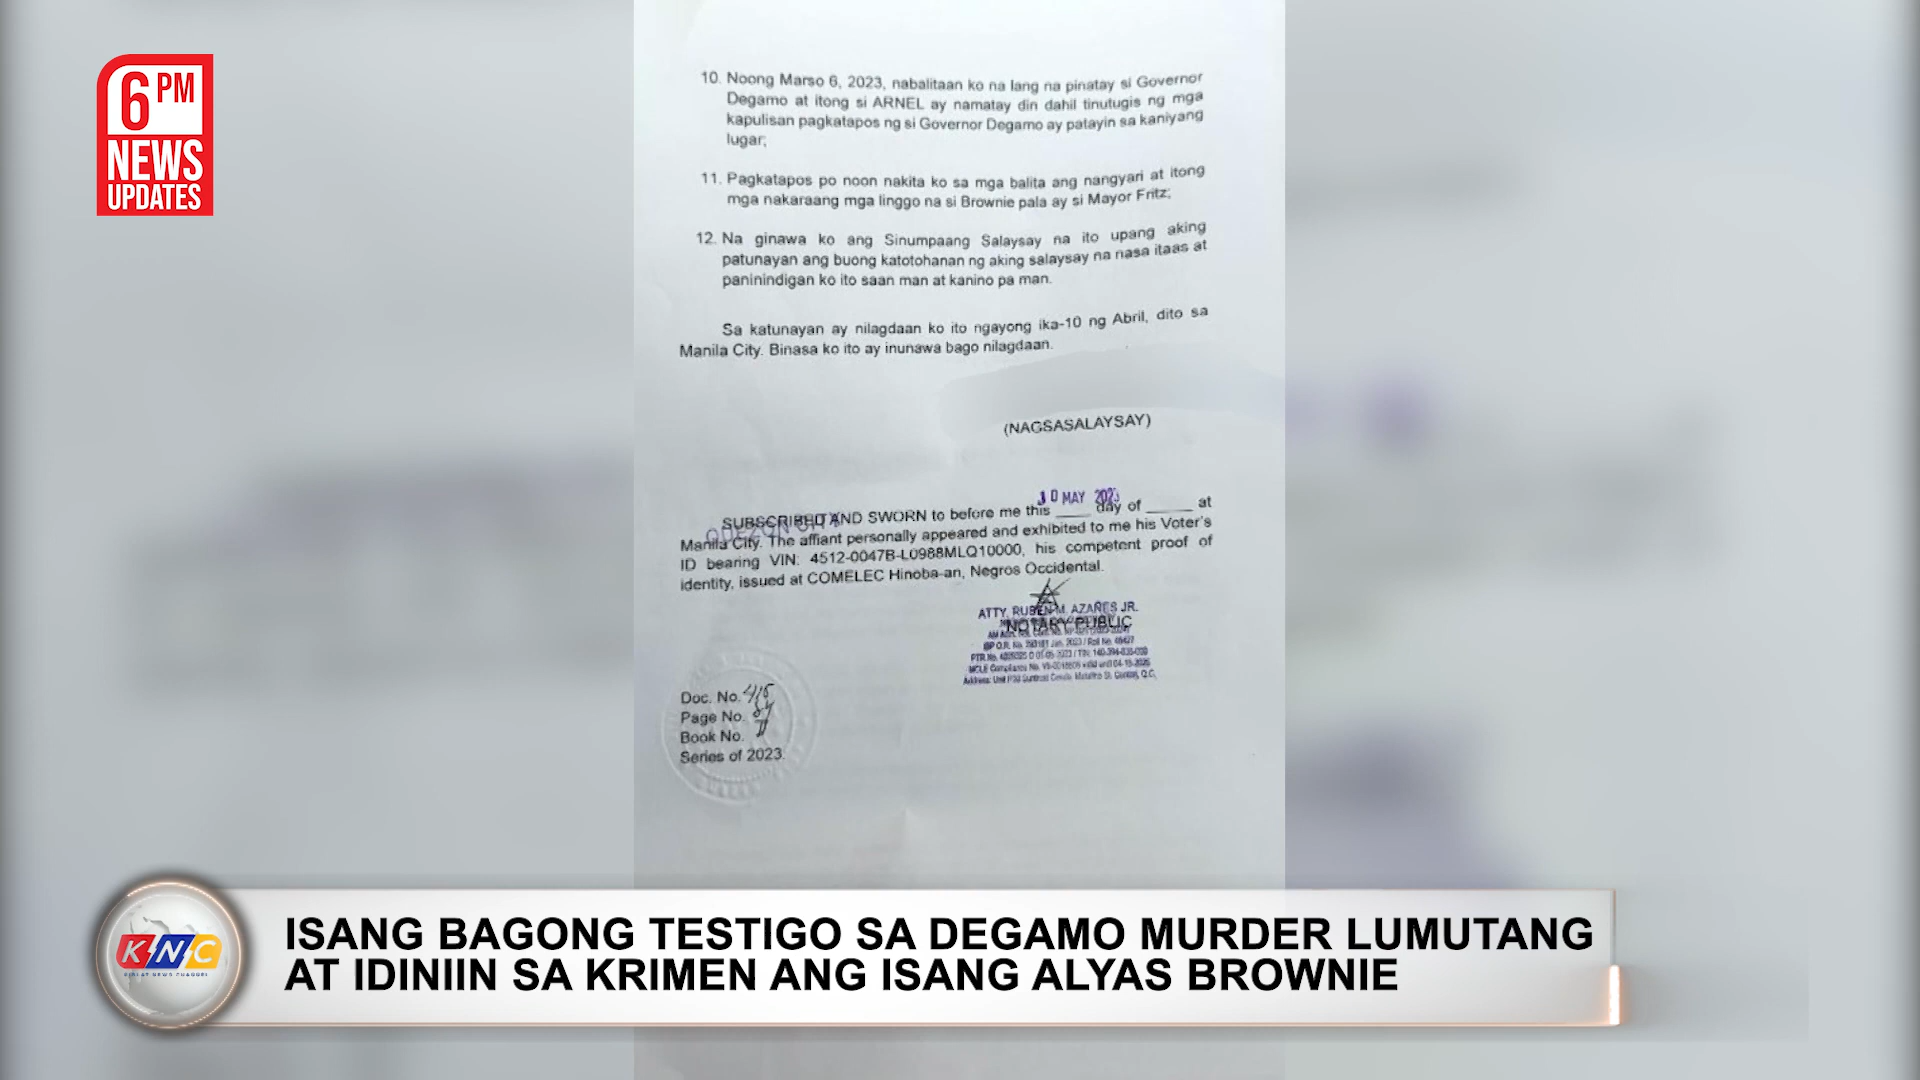 6 PM
NEWS
UPDATES
10. Noong Marso 6, 2023, nabalitaan ko na lang na pinatay si Governor
Degamo at itong si ARNEL ay namatay din dahil tinutugis ng mga
kapulisan pagkatapos ng si Governor Degamo ay patayin sa kaniyang
lugar;
11. Pagkatapos po noon nakita ko sa mga balita ang nangyari at itong
mga nakaraang mga linggo na si Brownie pala ay si Mayor Fritz;
12. Na ginawa ko ang Sinumpaang Salaysay na ito upang aking
patunayan ang buong katotohanan ng aking salaysay na nasa itaas at
paninindigan ko ito saan man at kanino pa man.
Sa katunayan ay nilagdaan ko ito ngayong ika-10 ng Abril, dito sa
Manila City. Binasa ko ito ay inunawa bago nilagdaan.
(NAGSASALAYSAY)
10 MAY 2023
SUBSCRIBED AND SWORN to before me this ____ day of _____ at
QUEZON CITY
Manila City. The affiant personally appeared and exhibited to me his Voter's
ID bearing VIN: 4512-0047B-L0988MLQ10000, his competent proof of
identity, issued at COMELEC Hinoba-an, Negros Occidental.
ATTY. RUBEN M. AZAÑES JR.
NOTARY PUBLIC
Doc. No. 415
Page No.
Book No.
Series of 2023.
KNC
ISANG BAGONG TESTIGO SA DEGAMO MURDER LUMUTANG
AT IDINIIN SA KRIMEN ANG ISANG ALYAS BROWNIE